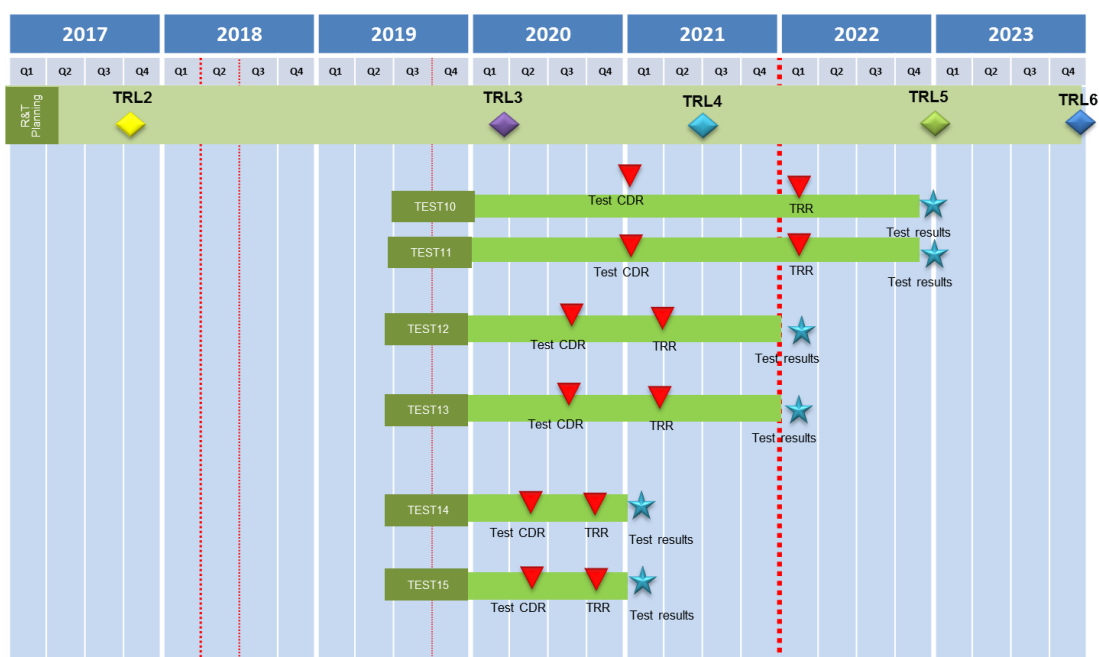 2017 2018 2019 2020 2021 2022 2023
Q1 Q2 Q3 Q4 Q1 Q2 Q3 Q4 Q1 Q2 Q3 Q4 Q1 Q2 Q3 Q4 Q1 Q2 Q3 Q4 Q1 Q2 Q3 Q4 Q1 Q2 Q3 Q4
R&T
Planning
TRL2 TRL3 TRL4 TRL5 TRL6
TEST10
Test CDR
TRR
Test results
TEST11
Test CDR
TRR
Test results
TEST12
Test CDR
TRR
Test results
TEST13
Test CDR
TRR
Test results
TEST14
Test CDR
TRR
Test results
TEST15
Test CDR
TRR
Test results